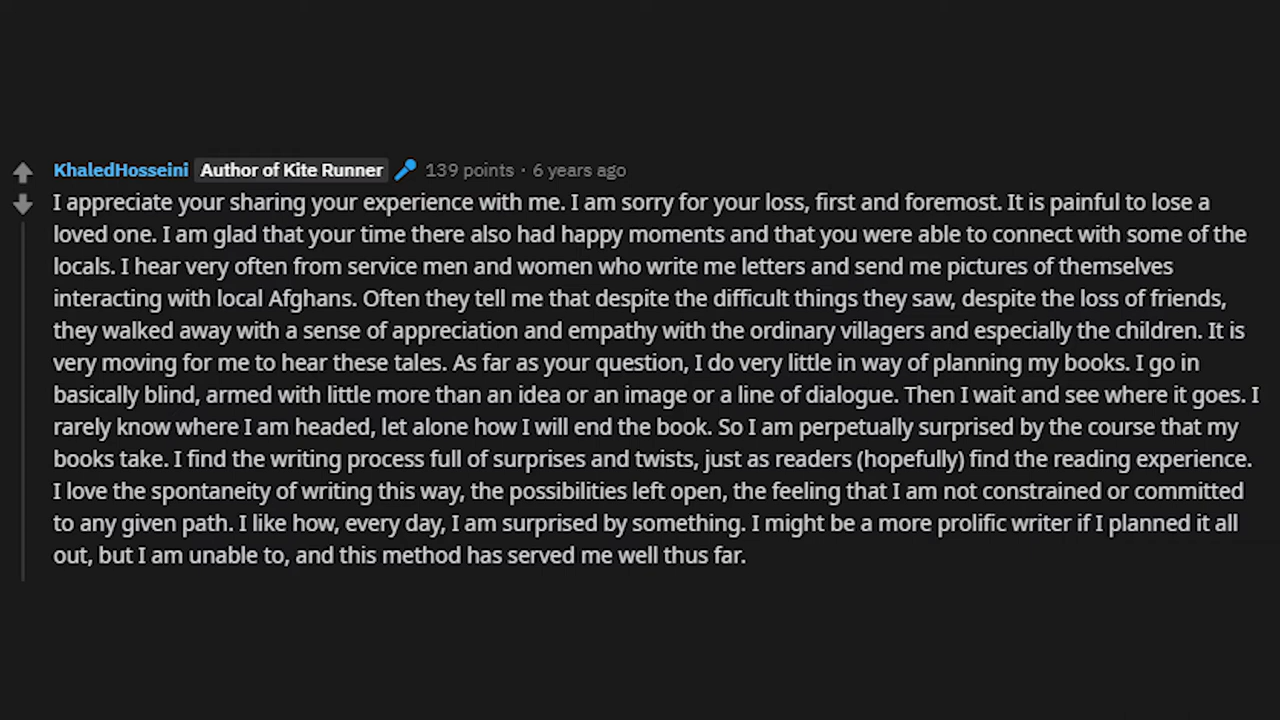 KhaledHosseini Author of Kite Runner 139 points · 6 years ago
I appreciate your sharing your experience with me. I am sorry for your loss, first and foremost. It is painful to lose a
loved one. I am glad that your time there also had happy moments and that you were able to connect with some of the
locals. I hear very often from service men and women who write me letters and send me pictures of themselves
interacting with local Afghans. Often they tell me that despite the difficult things they saw, despite the loss of friends,
they walked away with a sense of appreciation and empathy with the ordinary villagers and especially the children. It is
very moving for me to hear these tales. As far as your question, I do very little in way of planning my books. I go in
basically blind, armed with little more than an idea or an image or a line of dialogue. Then I wait and see where it goes. I
rarely know where I am headed, let alone how I will end the book. So I am perpetually surprised by the course that my
books take. I find the writing process full of surprises and twists, just as readers (hopefully) find the reading experience.
I love the spontaneity of writing this way, the possibilities left open, the feeling that I am not constrained or committed
to any given path. I like how, every day, I am surprised by something. I might be a more prolific writer if I planned it all
out, but I am unable to, and this method has served me well thus far.